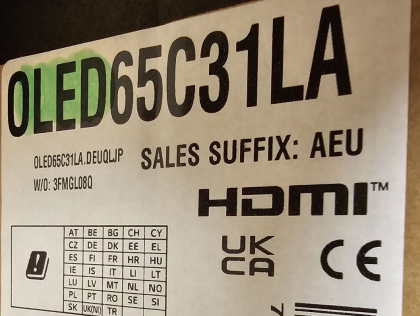 OLED65C31LA
OLED65C31LA.DEUQLJP SALES SUFFIX: AEU
W/O: 3FMGL08Q
HDMI™
UK
CA
CE
AT BE BG CH CY
CZ DE DK EE EL
ES FI FR HR HU
IE IS IT LI LT
LU LV MT NL NO
PL PT RO SE SI
SK UK(NI) TR
7